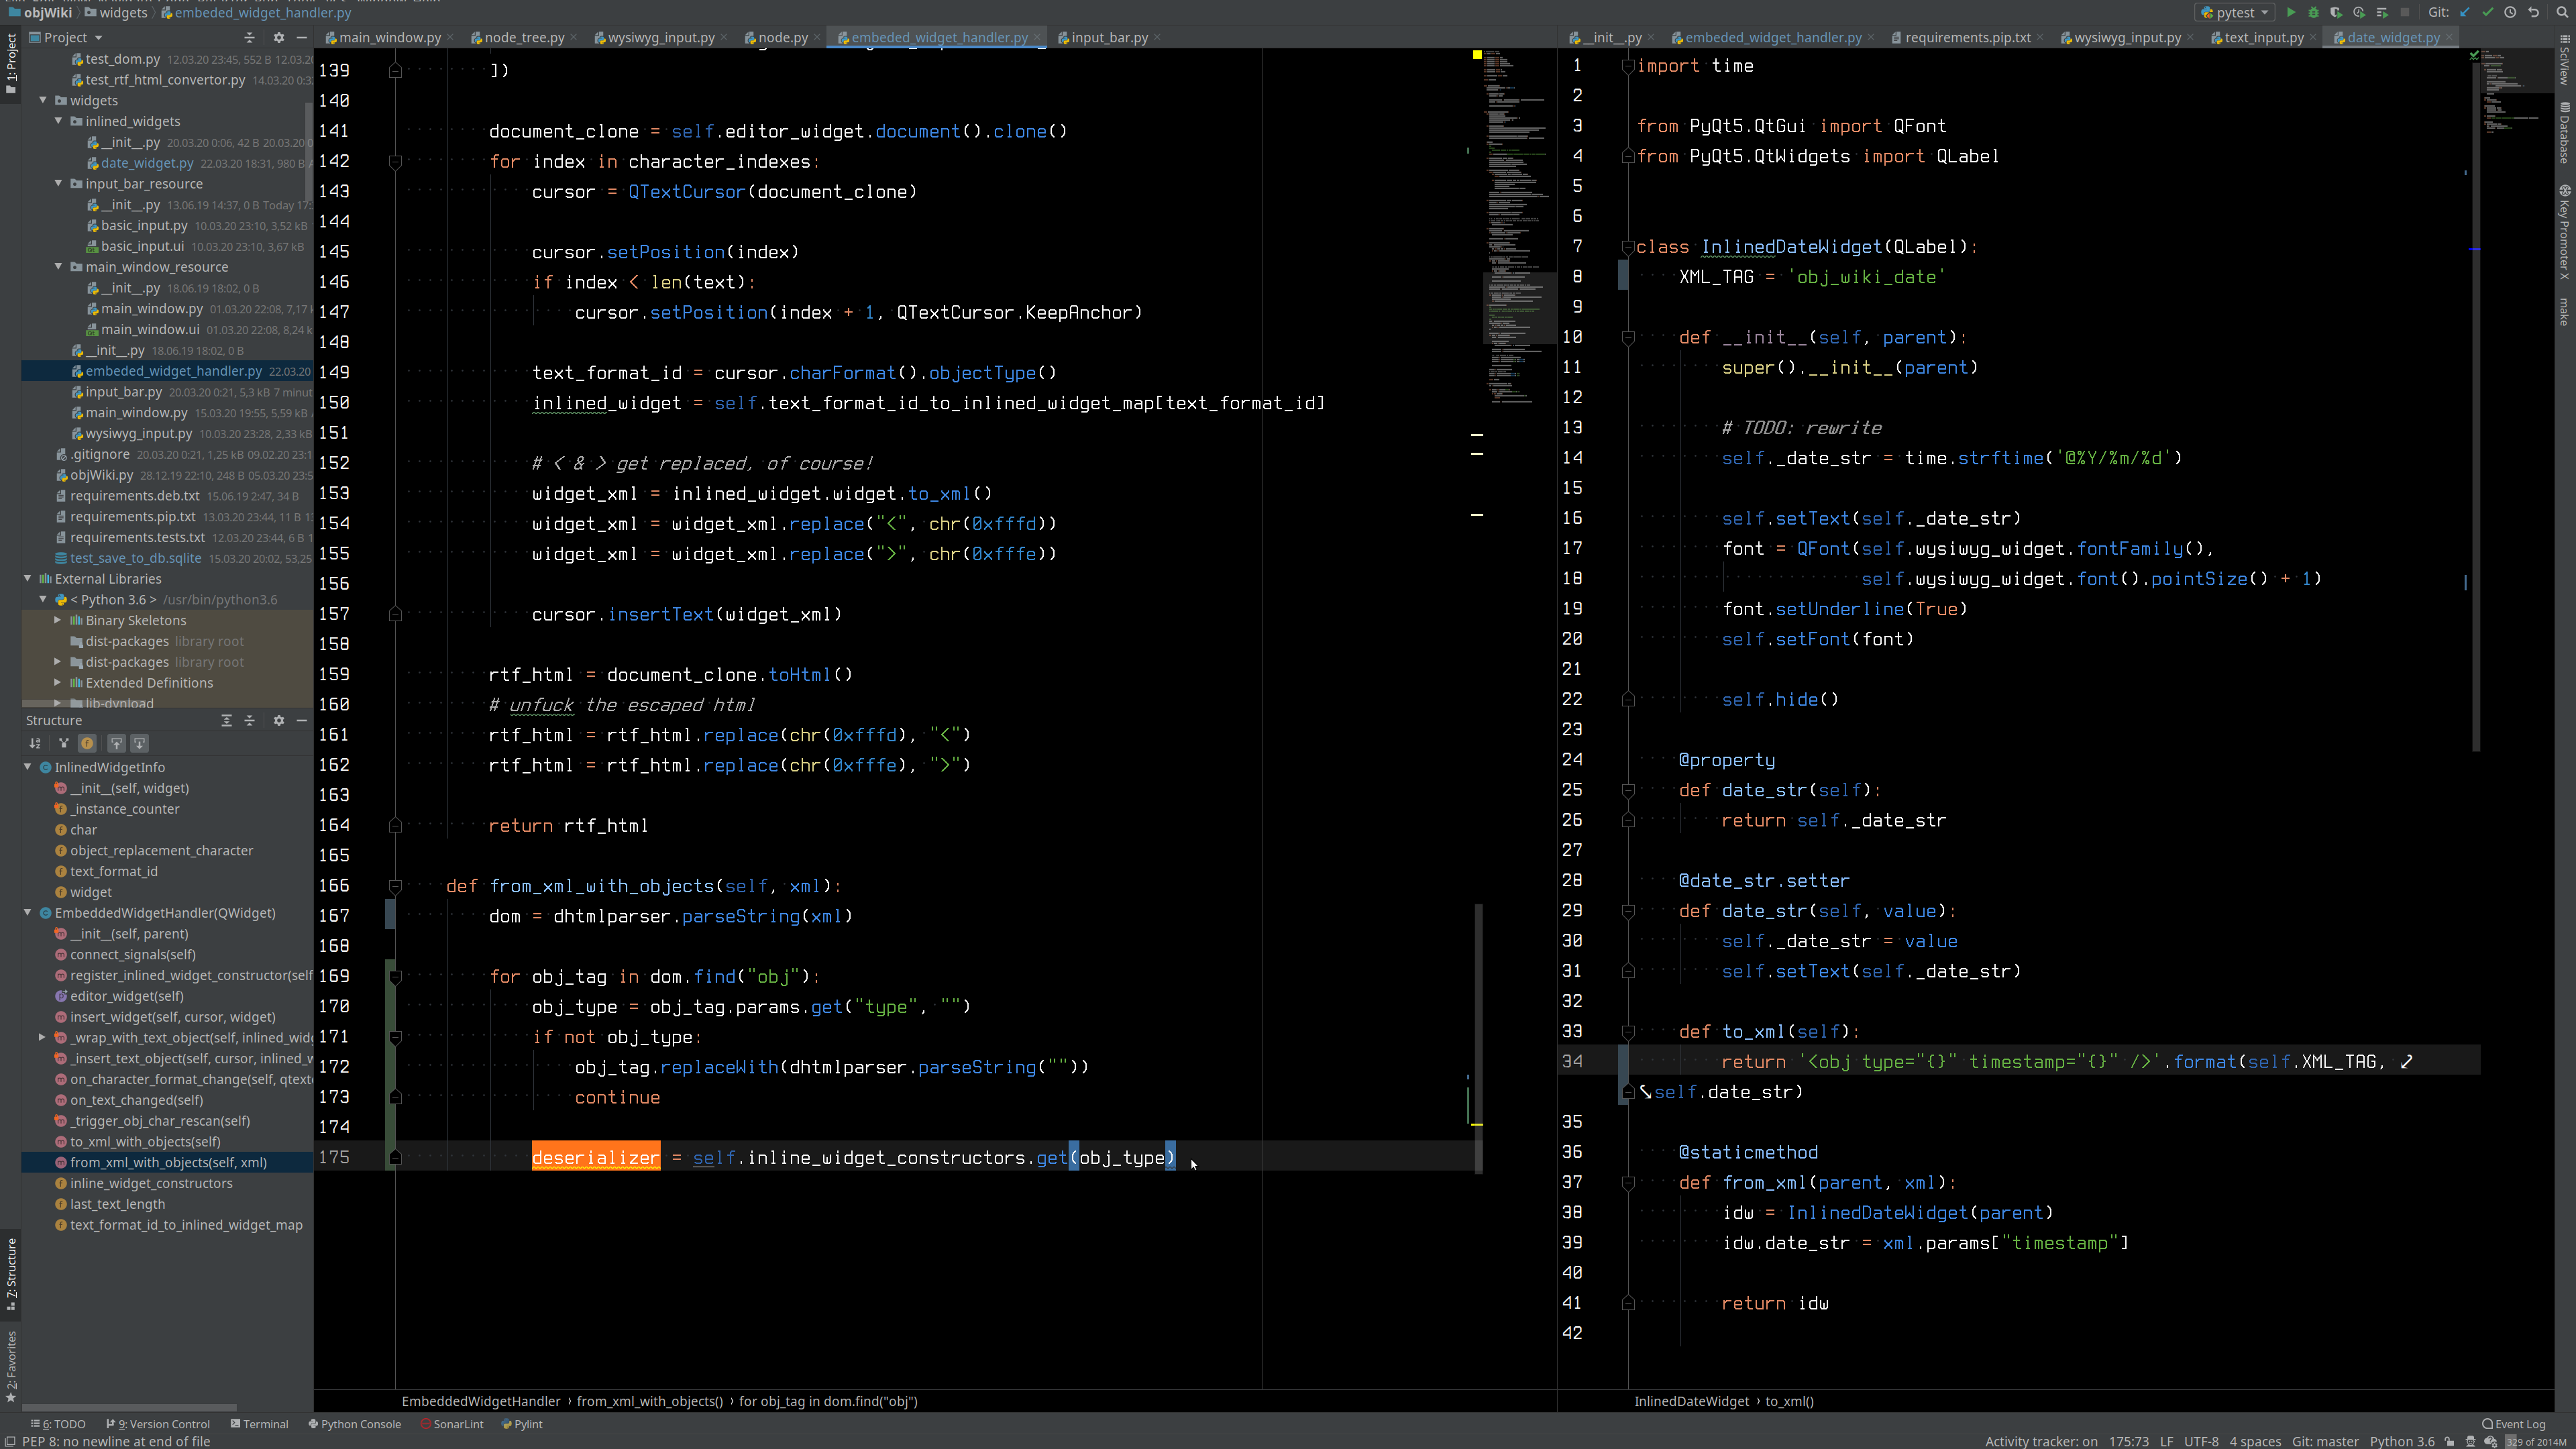 objWiki › widgets › embeded_widget_handler.py
pytest
Git:
Project
main_window.py
node_tree.py
wysiwyg_input.py
node.py
embeded_widget_handler.py
input_bar.py
__init__.py
embeded_widget_handler.py
requirements.pip.txt
wysiwyg_input.py
text_input.py
date_widget.py
1: Project
test_dom.py 12.03.20 23:45, 552 B 12.03.20
test_rtf_html_convertor.py 14.03.20 0:3
widgets
inlined_widgets
__init__.py 20.03.20 0:06, 42 B 20.03.20 0
date_widget.py 22.03.20 18:31, 980 B
input_bar_resource
__init__.py 13.06.19 14:37, 0 B Today 17:
basic_input.py 10.03.20 23:10, 3,52 kB
basic_input.ui 10.03.20 23:10, 3,67 kB
main_window_resource
__init__.py 18.06.19 18:02, 0 B
main_window.py 01.03.20 22:08, 7,17
main_window.ui 01.03.20 22:08, 8,24 k
__init__.py 18.06.19 18:02, 0 B
embeded_widget_handler.py 22.03.20
input_bar.py 20.03.20 0:21, 5,3 kB 7 minut
main_window.py 15.03.20 19:55, 5,59 kB
wysiwyg_input.py 10.03.20 23:28, 2,33 kB
.gitignore 20.03.20 0:21, 1,25 kB 09.02.20 23:1
objWiki.py 28.12.19 22:10, 248 B 05.03.20 23:5
requirements.deb.txt 15.06.19 2:47, 34 B
requirements.pip.txt 13.03.20 23:44, 11 B 1
requirements.tests.txt 12.03.20 23:44, 6 B 1
test_save_to_db.sqlite 15.03.20 20:02, 53,25
External Libraries
< Python 3.6 > /usr/bin/python3.6
Binary Skeletons
dist-packages library root
dist-packages library root
Extended Definitions
lib-dynload
Structure
InlinedWidgetInfo
__init__(self, widget)
_instance_counter
char
object_replacement_character
text_format_id
widget
EmbeddedWidgetHandler(QWidget)
__init__(self, parent)
connect_signals(self)
register_inlined_widget_constructor(self
editor_widget(self)
insert_widget(self, cursor, widget)
_wrap_with_text_object(self, inlined_widg
_insert_text_object(self, cursor, inlined_w
on_character_format_change(self, qtexte
on_text_changed(self)
_trigger_obj_char_rescan(self)
to_xml_with_objects(self)
from_xml_with_objects(self, xml)
inline_widget_constructors
last_text_length
text_format_id_to_inlined_widget_map
7: Structure
2: Favorites
139 ])
140
141 document_clone = self.editor_widget.document().clone()
142 for index in character_indexes:
143 cursor = QTextCursor(document_clone)
144
145 cursor.setPosition(index)
146 if index < len(text):
147 cursor.setPosition(index + 1, QTextCursor.KeepAnchor)
148
149 text_format_id = cursor.charFormat().objectType()
150 inlined_widget = self.text_format_id_to_inlined_widget_map[text_format_id]
151
152 # < & > get replaced, of course!
153 widget_xml = inlined_widget.widget.to_xml()
154 widget_xml = widget_xml.replace("<", chr(0xfffd))
155 widget_xml = widget_xml.replace(">", chr(0xfffe))
156
157 cursor.insertText(widget_xml)
158
159 rtf_html = document_clone.toHtml()
160 # unfuck the escaped html
161 rtf_html = rtf_html.replace(chr(0xfffd), "<")
162 rtf_html = rtf_html.replace(chr(0xfffe), ">")
163
164 return rtf_html
165
166 def from_xml_with_objects(self, xml):
167 dom = dhtmlparser.parseString(xml)
168
169 for obj_tag in dom.find("obj"):
170 obj_type = obj_tag.params.get("type", "")
171 if not obj_type:
172 obj_tag.replaceWith(dhtmlparser.parseString(""))
173 continue
174
175 deserializer = self.inline_widget_constructors.get(obj_type)
EmbeddedWidgetHandler › from_xml_with_objects() › for obj_tag in dom.find("obj")
1 import time
2
3 from PyQt5.QtGui import QFont
4 from PyQt5.QtWidgets import QLabel
5
6
7 class InlinedDateWidget(QLabel):
8 XML_TAG = 'obj_wiki_date'
9
10 def __init__(self, parent):
11 super().__init__(parent)
12
13 # TODO: rewrite
14 self._date_str = time.strftime('@%Y/%m/%d')
15
16 self.setText(self._date_str)
17 font = QFont(self.wysiwyg_widget.fontFamily(),
18 self.wysiwyg_widget.font().pointSize() + 1)
19 font.setUnderline(True)
20 self.setFont(font)
21
22 self.hide()
23
24 @property
25 def date_str(self):
26 return self._date_str
27
28 @date_str.setter
29 def date_str(self, value):
30 self._date_str = value
31 self.setText(self._date_str)
32
33 def to_xml(self):
34 return '<obj type="{}" timestamp="{}" />'.format(self.XML_TAG,
self.date_str)
35
36 @staticmethod
37 def from_xml(parent, xml):
38 idw = InlinedDateWidget(parent)
39 idw.date_str = xml.params["timestamp"]
40
41 return idw
42
InlinedDateWidget › to_xml()
SciView
Database
Key Promoter X
make
6: TODO
9: Version Control
Terminal
Python Console
SonarLint
Pylint
Event Log
PEP 8: no newline at end of file
Activity tracker: on 175:73 LF UTF-8 4 spaces Git: master Python 3.6 329 of 2014M